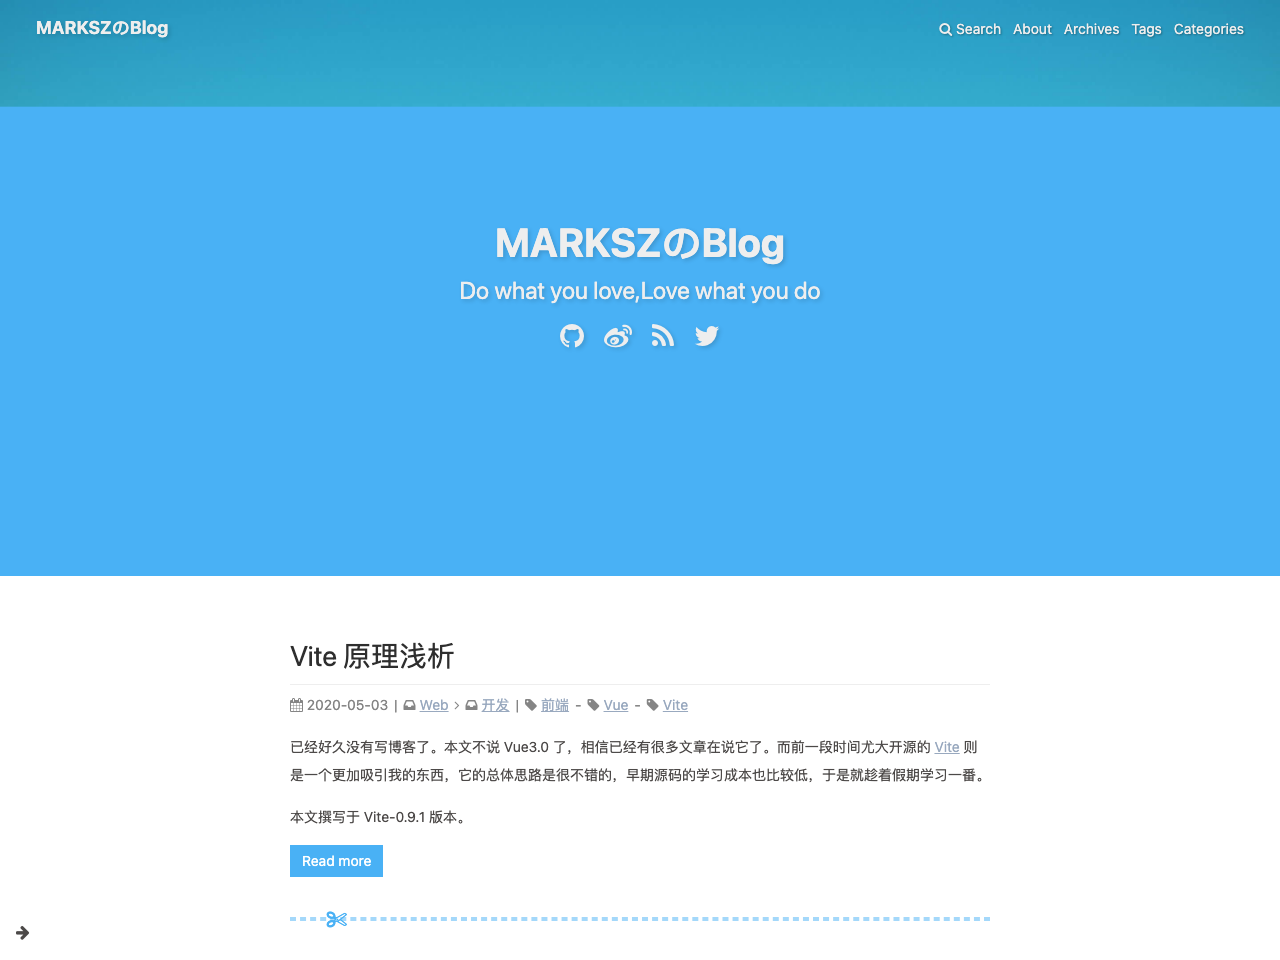 MARKSZのBlog
Search About Archives Tags Categories
MARKSZのBlog
Do what you love,Love what you do
Vite 原理浅析
2020-05-03 | Web > 开发 | 前端 - Vue - Vite
已经好久没有写博客了。本文不说 Vue3.0 了，相信已经有很多文章在说它了。而前一段时间尤大开源的 Vite 则
是一个更加吸引我的东西，它的总体思路是很不错的，早期源码的学习成本也比较低，于是就趁着假期学习一番。
本文撰写于 Vite-0.9.1 版本。
Read more